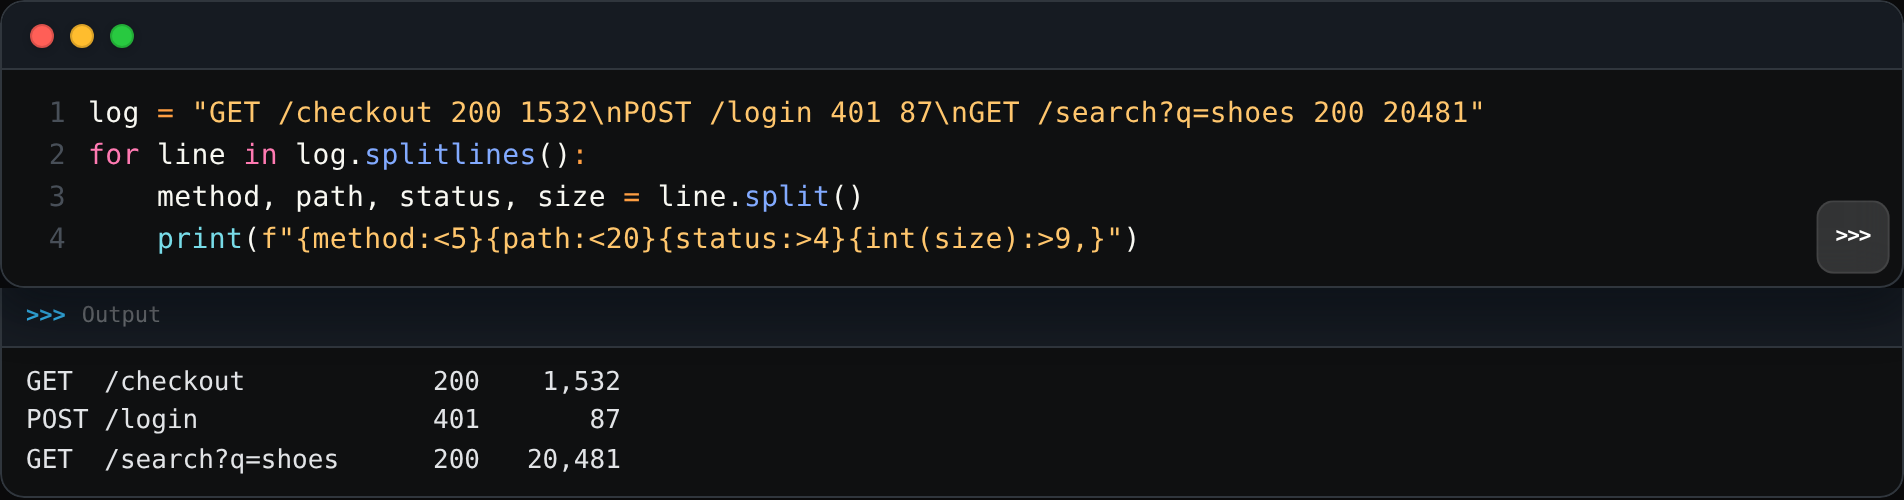 1 log = "GET /checkout 200 1532\nPOST /login 401 87\nGET /search?q=shoes 200 20481"
2 for line in log.splitlines():
3     method, path, status, size = line.split()
4     print(f"{method:<5}{path:<20}{status:>4}{int(size):>9,}")
>>>
>>> Output
GET  /checkout            200    1,532
POST /login               401       87
GET  /search?q=shoes      200   20,481